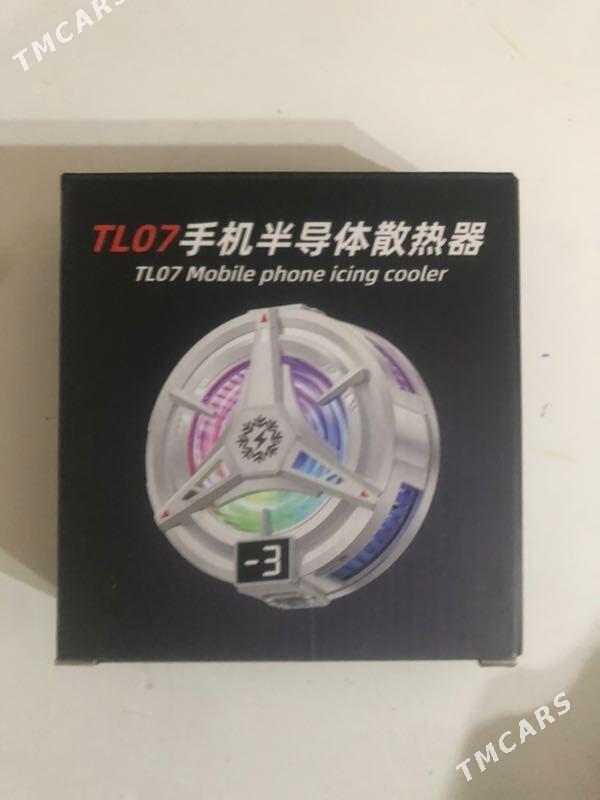 TMCARS
TL07手机半导体散热器
TL07 Mobile phone icing cooler
-3
TMCARS